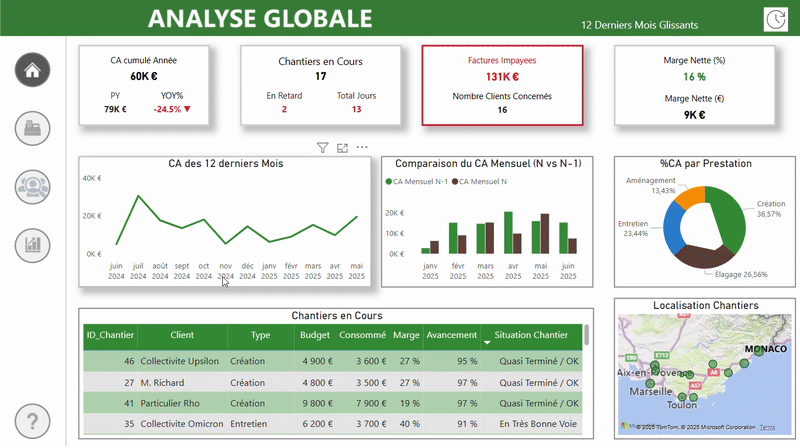 ANALYSE GLOBALE
12 Derniers Mois Glissants
CA cumulé Année
60K €
PY
YOY%
79K €
-24.5% ▼
Chantiers en Cours
17
En Retard
Total Jours
2
13
Factures Impayees
131K €
Nombre Clients Concernés
16
Marge Nette (%)
16 %
Marge Nette (€)
9K €
CA des 12 derniers Mois
40K €
20K €
0K €
juin juil août sept oct nov déc janv févr mars avr mai
2024 2024 2024 2024 2024 2024 2024 2025 2025 2025 2025 2025
Comparaison du CA Mensuel (N vs N-1)
CA Mensuel N-1 CA Mensuel N
20K €
10K €
0K €
janv févr mars avr mai juin
2025 2025 2025 2025 2025 2025
%CA par Prestation
Aménagement
13,43%
Création
36,57%
Entretien
23,44%
Élagage 26,56%
Chantiers en Cours
ID_Chantier Client Type Budget Consommé Marge Avancement Situation Chantier
46 Collectivite Upsilon Création 4 900 € 3 600 € 27 % 95 % Quasi Terminé / OK
27 M. Richard Création 4 800 € 3 500 € 27 % 97 % Quasi Terminé / OK
41 Particulier Rho Création 9 800 € 7 900 € 19 % 97 % Quasi Terminé / OK
35 Collectivite Omicron Entretien 6 200 € 3 700 € 40 % 91 % En Très Bonne Voie
Localisation Chantiers
MONACO
E80
E712
Aix-en-Provence
A8
A57
Marseille
Toulon
© 2025 TomTom, © 2025 Microsoft Corporation Terms
?